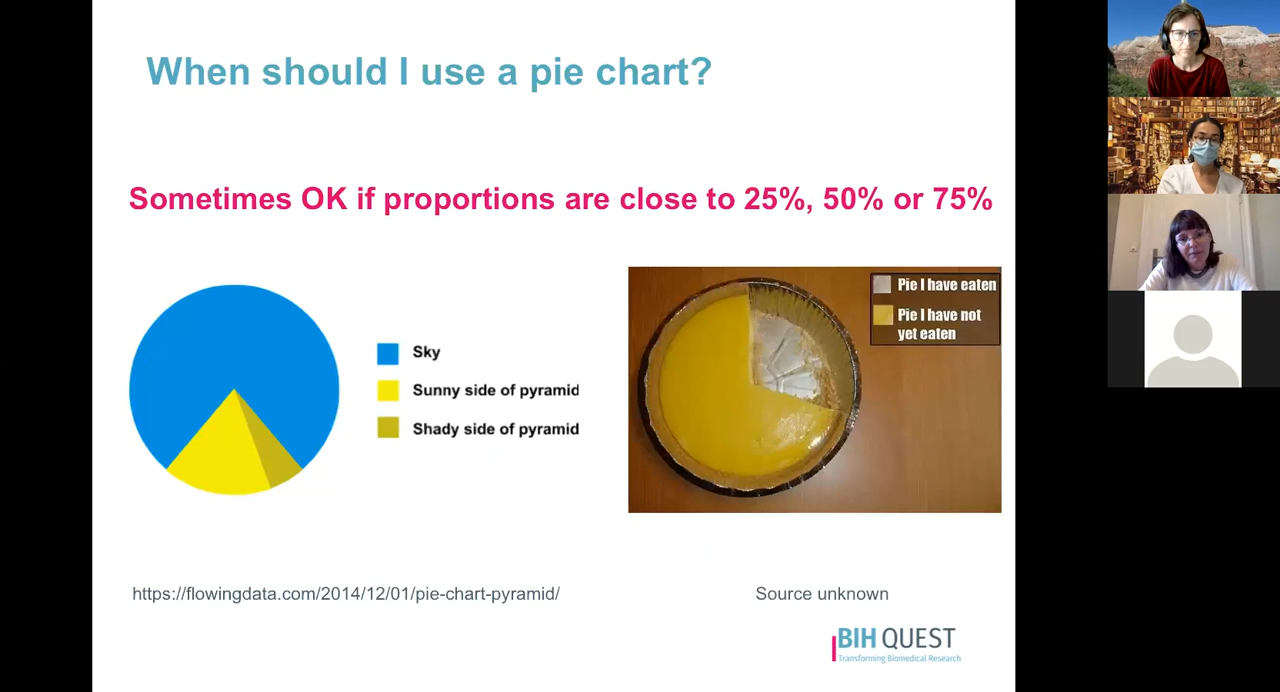 When should I use a pie chart?
Sometimes OK if proportions are close to 25%, 50% or 75%
Sky
Sunny side of pyramid
Shady side of pyramid
Pie I have eaten
Pie I have not
yet eaten
https://flowingdata.com/2014/12/01/pie-chart-pyramid/
Source unknown
BIH QUEST
Transforming Biomedical Research